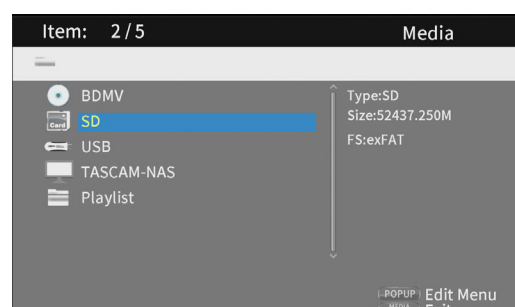 Item: 2/5 Media
BDMV
Card SD
USB
TASCAM-NAS
Playlist
Type:SD
Size:52437.250M
FS:exFAT
POPUP Edit Menu